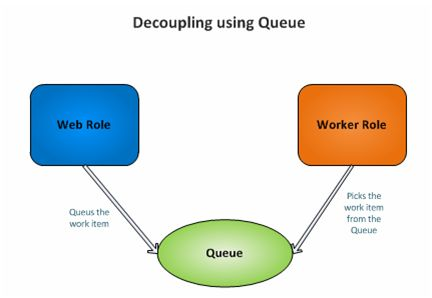 Decoupling using Queue
Web Role
Worker Role
Queus the
work item
Picks the
work item
from the
Queue
Queue